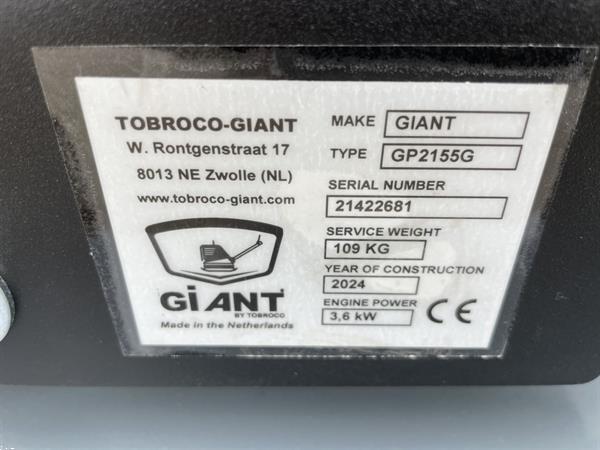 TOBROCO-GIANT
W. Rontgenstraat 17
8013 NE Zwolle (NL)
www.tobroco-giant.com
GiANT
BY TOBROCO
Made in the Netherlands
MAKE GIANT
TYPE GP2155G
SERIAL NUMBER
21422681
SERVICE WEIGHT
109 KG
YEAR OF CONSTRUCTION
2024
ENGINE POWER
3,6 kW
CE